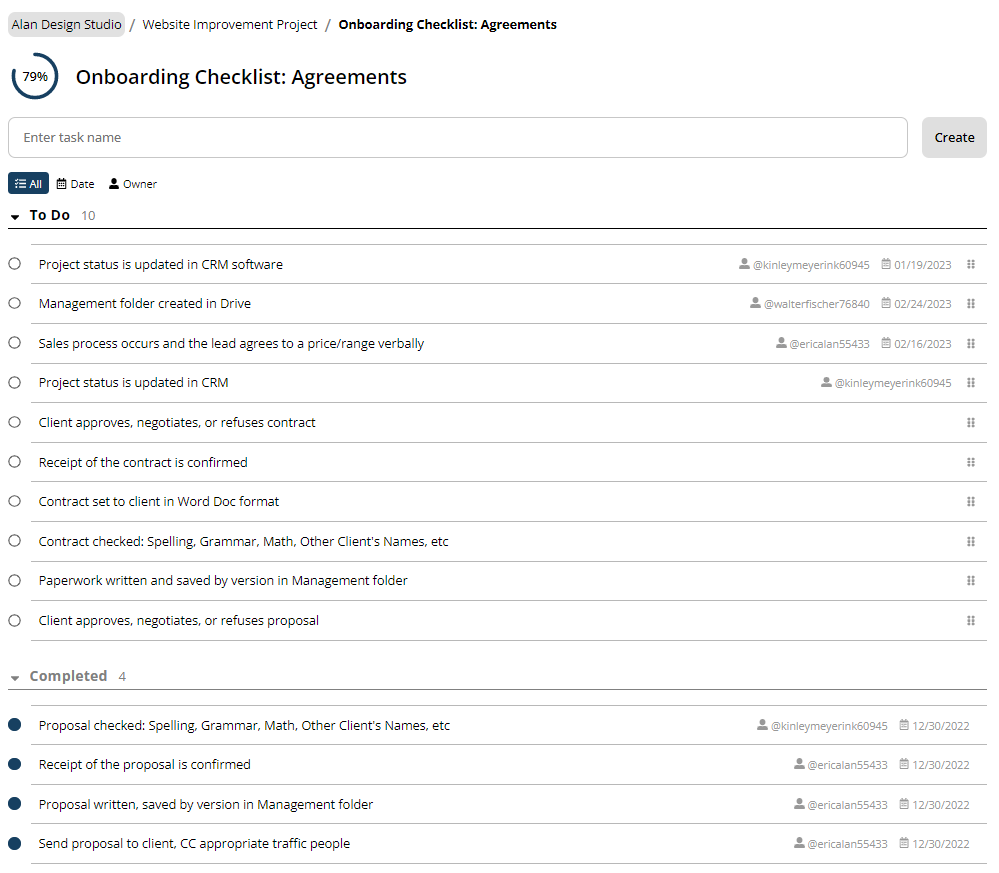 Alan Design Studio / Website Improvement Project / Onboarding Checklist: Agreements
79% Onboarding Checklist: Agreements
Enter task name Create
All Date Owner
To Do 10
Project status is updated in CRM software @kinleymeyerink60945 01/19/2023
Management folder created in Drive @walterfischer76840 02/24/2023
Sales process occurs and the lead agrees to a price/range verbally @ericalan55433 02/16/2023
Project status is updated in CRM @kinleymeyerink60945
Client approves, negotiates, or refuses contract
Receipt of the contract is confirmed
Contract set to client in Word Doc format
Contract checked: Spelling, Grammar, Math, Other Client's Names, etc
Paperwork written and saved by version in Management folder
Client approves, negotiates, or refuses proposal
Completed 4
Proposal checked: Spelling, Grammar, Math, Other Client's Names, etc @kinleymeyerink60945 12/30/2022
Receipt of the proposal is confirmed @ericalan55433 12/30/2022
Proposal written, saved by version in Management folder @ericalan55433 12/30/2022
Send proposal to client, CC appropriate traffic people @ericalan55433 12/30/2022